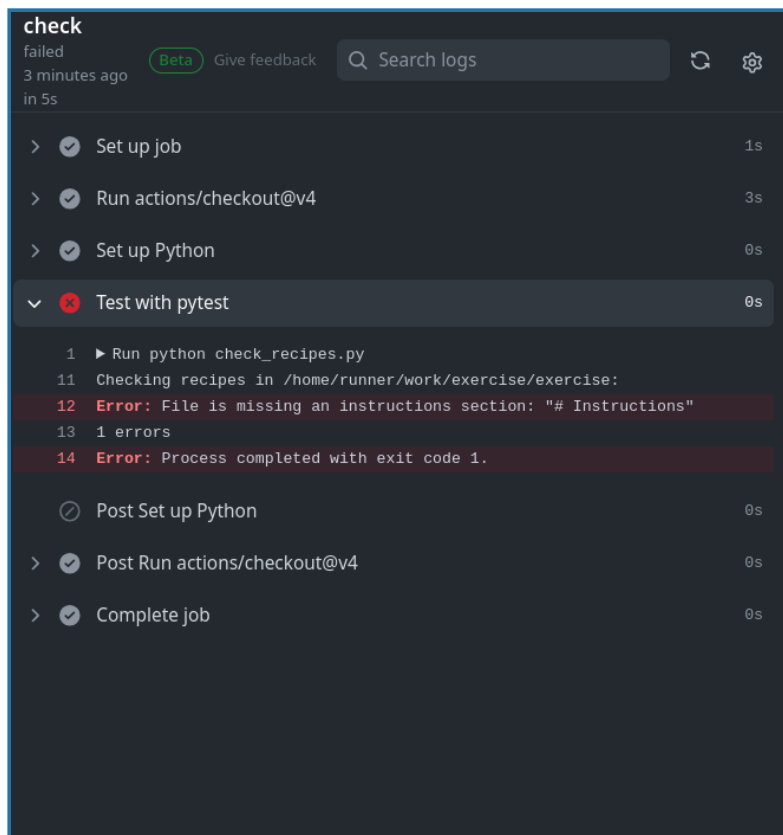 check
failed
3 minutes ago
in 5s
Beta
Give feedback
Search logs
Set up job 1s
Run actions/checkout@v4 3s
Set up Python 0s
Test with pytest 0s
1 Run python check_recipes.py
11 Checking recipes in /home/runner/work/exercise/exercise:
12 Error: File is missing an instructions section: "# Instructions"
13 1 errors
14 Error: Process completed with exit code 1.
Post Set up Python 0s
Post Run actions/checkout@v4 0s
Complete job 0s